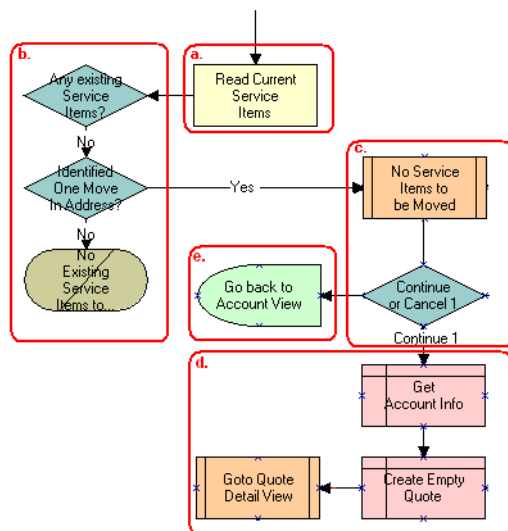 b.
Any existing
Service
Items?
a.
Read Current
Service
Items
No
Identified
One Move
In Address?
Yes
c.
No Service
Items to
be Moved
No
No
Existing
Service
Items to...
e.
Go back to
Account View
Continue
or Cancel 1
Continue 1
d.
Get
Account Info
Goto Quote
Detail View
Create Empty
Quote